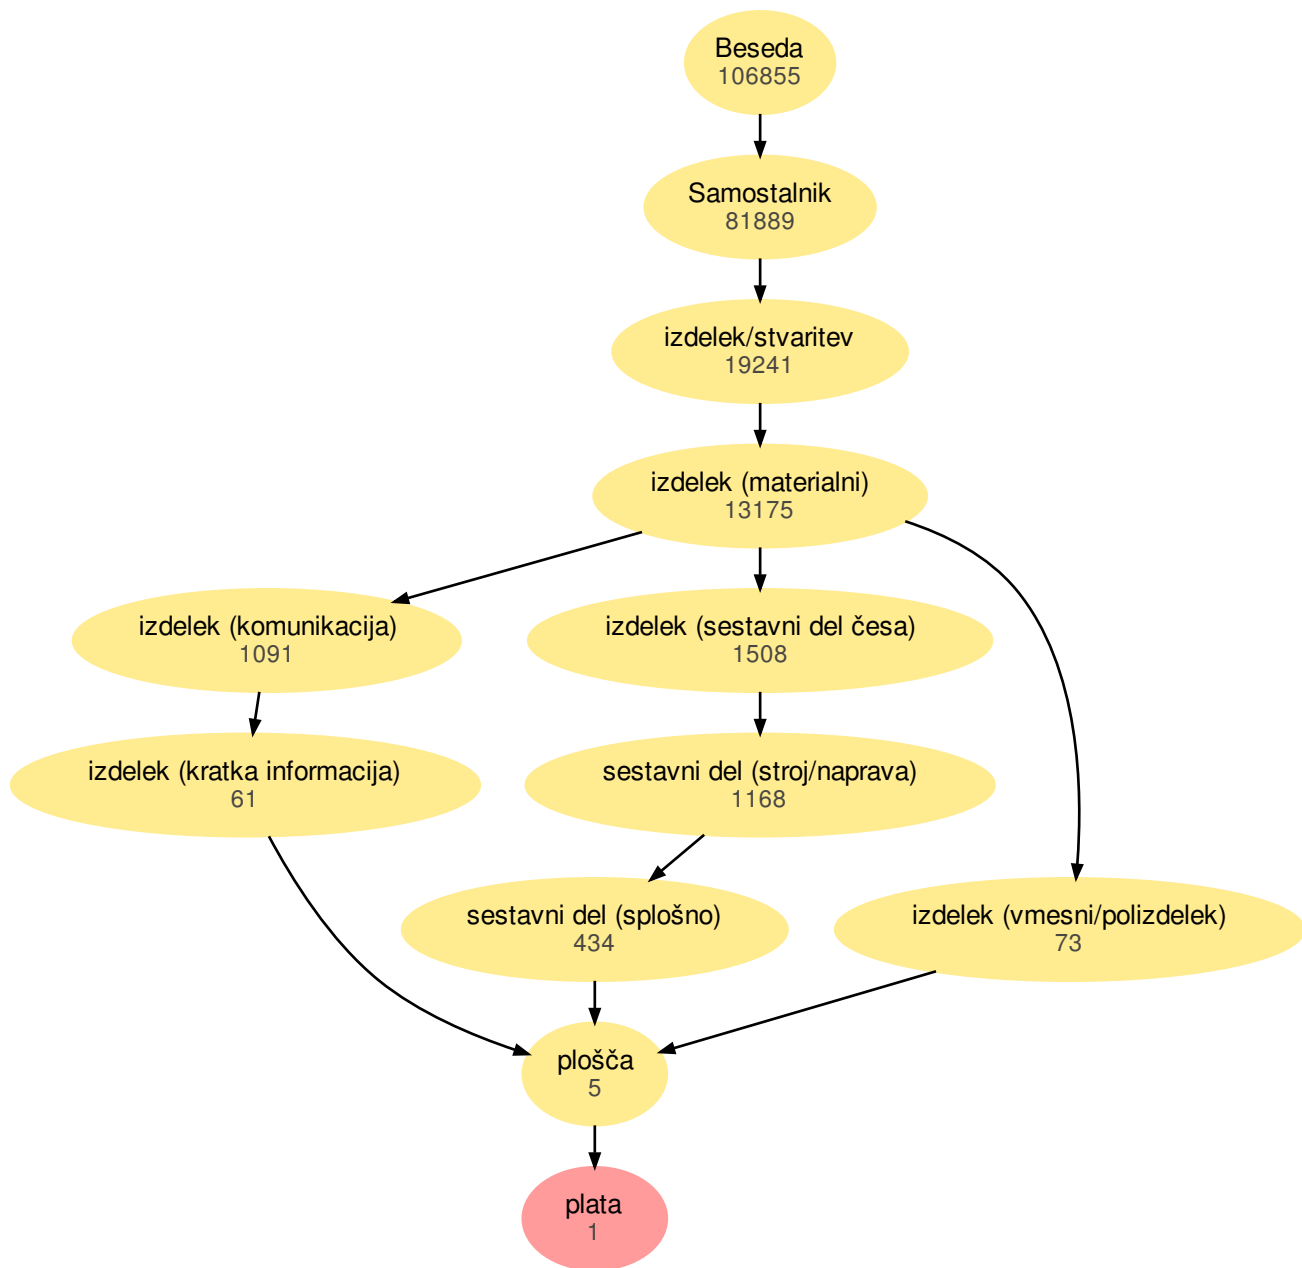 Beseda
106855
Samostalnik
81889
izdelek/stvaritev
19241
izdelek (materialni)
13175
izdelek (komunikacija)
1091
izdelek (sestavni del česa)
1508
izdelek (kratka informacija)
61
sestavni del (stroj/naprava)
1168
sestavni del (splošno)
434
izdelek (vmesni/polizdelek)
73
plošča
5
plata
1